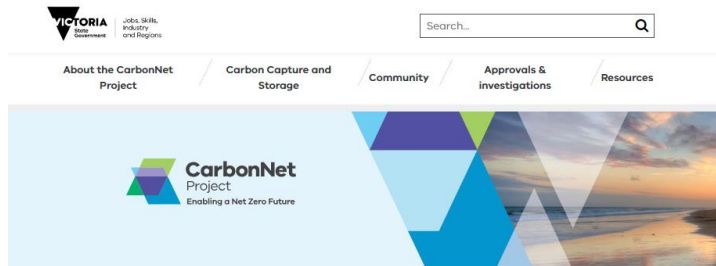 VICTORIA
State
Government
Jobs, Skills,
Industry
and Regions
Search...
About the CarbonNet
Project
Carbon Capture and
Storage
Community
Approvals &
investigations
Resources
CarbonNet
Project
Enabling a Net Zero Future